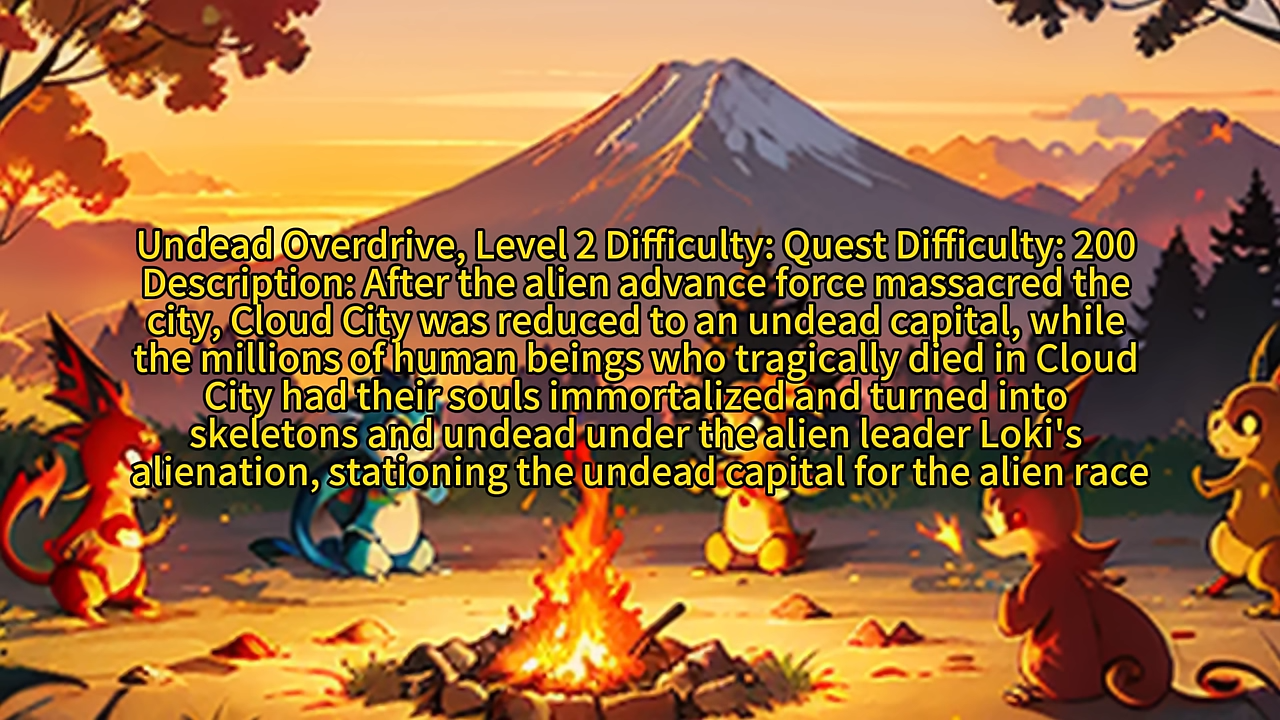 Undead Overdrive, Level 2 Difficulty: Quest Difficulty: 200
Description: After the alien advance force massacred the
city, Cloud City was reduced to an undead capital, while
the millions of human beings who tragically died in Cloud
City had their souls immortalized and turned into
skeletons and undead under the alien leader Loki's
alienation, stationing the undead capital for the alien race